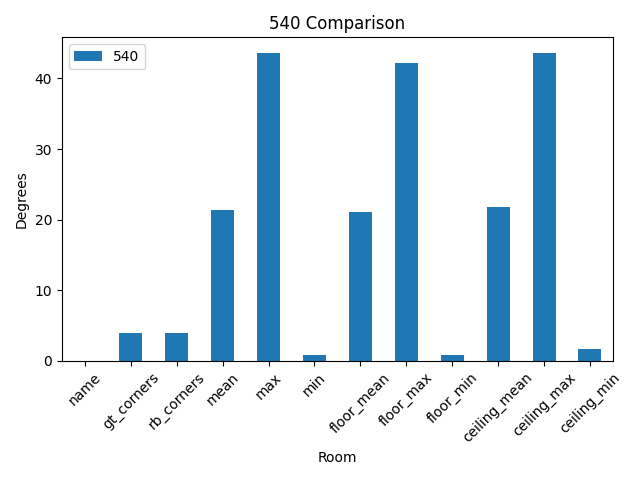 540 Comparison
540
Degrees
40
30
20
10
0
name
gt_corners
rb_corners
mean
max
min
floor_mean
floor_max
floor_min
ceiling_mean
ceiling_max
ceiling_min
Room